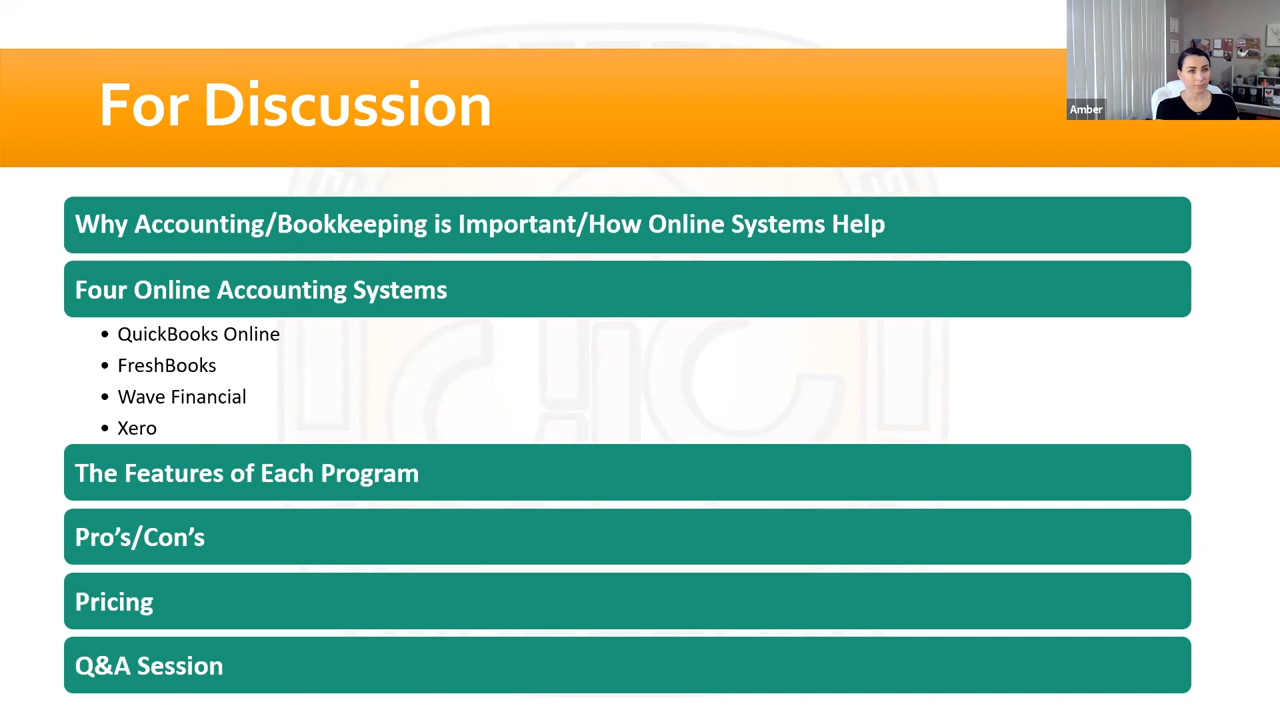 For Discussion
Amber
Why Accounting/Bookkeeping is Important/How Online Systems Help
Four Online Accounting Systems
• QuickBooks Online
• FreshBooks
• Wave Financial
• Xero
The Features of Each Program
Pro’s/Con’s
Pricing
Q&A Session